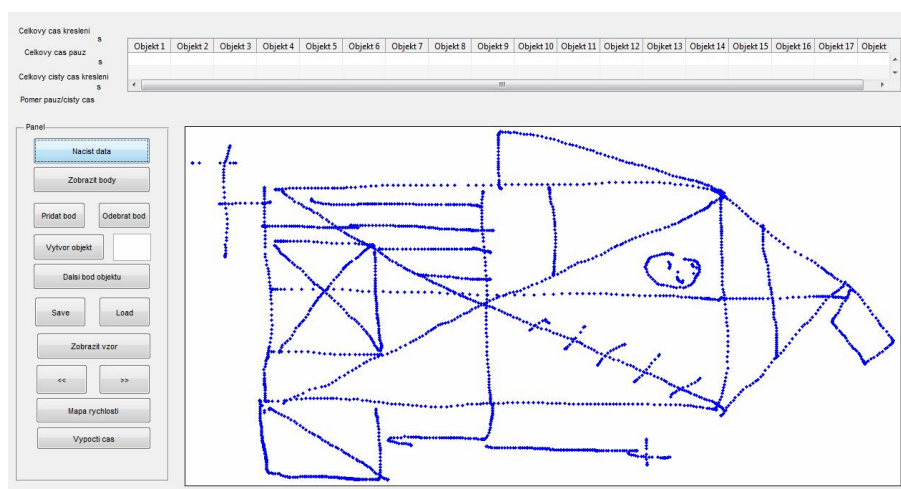 Celkovy cas kresleni
s
Celkovy cas pauz
s
Celkovy cisty cas kresleni
s
Pomer pauz/cisty cas
Objekt 1 Objekt 2 Objekt 3 Objekt 4 Objekt 5 Objekt 6 Objekt 7 Objekt 8 Objekt 9 Objekt 10 Objekt 11 Objekt 12 Objket 13 Objekt 14 Objekt 15 Objekt 16 Objekt 17 Objekt
Panel
Nacist data
Zobrazit body
Pridat bod Odebrat bod
Vytvor objekt
Dalsi bod objektu
Save Load
Zobrazit vzor
<< >>
Mapa rychlosti
Vypocti cas